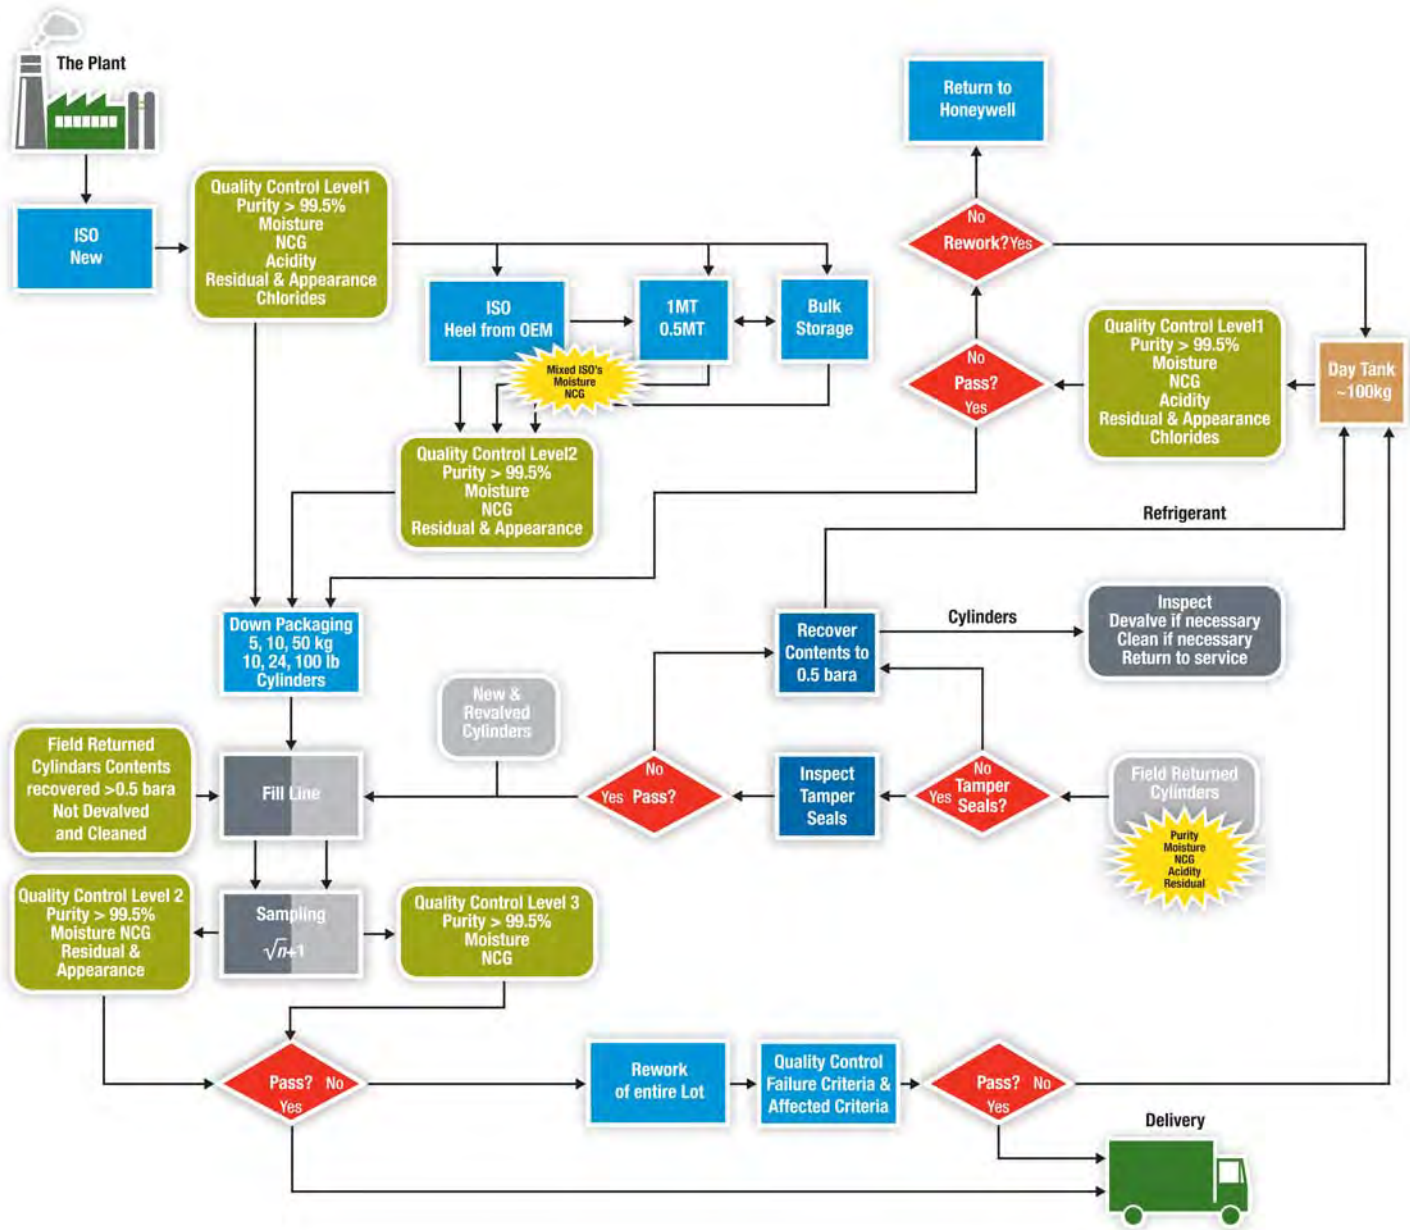 The Plant
Return to
Honeywell
ISO
New
Quality Control Level1
Purity > 99.5%
Moisture
NCG
Acidity
Residual & Appearance
Chlorides
No
Rework? Yes
ISO
Heel from OEM
1MT
0.5MT
Bulk
Storage
Mixed ISO's
Moisture
NCG
No
Pass?
Yes
Quality Control Level1
Purity > 99.5%
Moisture
NCG
Acidity
Residual & Appearance
Chlorides
Day Tank
~100kg
Quality Control Level2
Purity > 99.5%
Moisture
NCG
Residual & Appearance
Refrigerant
Down Packaging
5, 10, 50 kg
10, 24, 100 lb
Cylinders
Recover
Contents to
0.5 bara
Cylinders
Inspect
Devalve if necessary
Clean if necessary
Return to service
New &
Revalved
Cylinders
Field Returned
Cylindars Contents
recovered >0.5 bara
Not Devalved
and Cleaned
Fill Line
No
Yes Pass?
Inspect
Tamper
Seals
No
Tamper
Yes Seals?
Field Returned
Cylinders
Purity
Moisture
NCG
Acidity
Residual
Quality Control Level 2
Purity > 99.5%
Moisture NCG
Residual &
Appearance
Sampling
√n+1
Quality Control Level 3
Purity > 99.5%
Moisture
NCG
Pass? No
Yes
Rework
of entire Lot
Quality Control
Failure Criteria &
Affected Criteria
Pass? No
Yes
Delivery